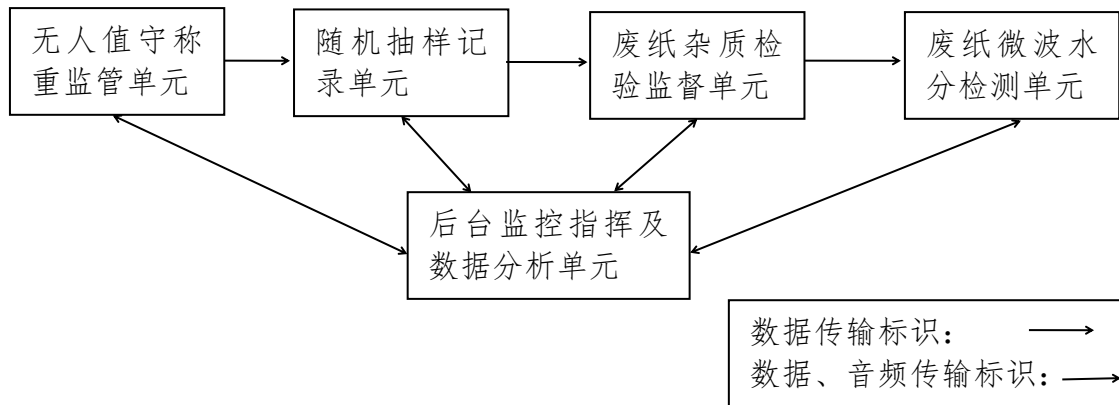 无人值守称
重监管单元
随机抽样记
录单元
废纸杂质检
验监督单元
废纸微波水
分检测单元
后台监控指挥及
数据分析单元
数据传输标识：
数据、音频传输标识：